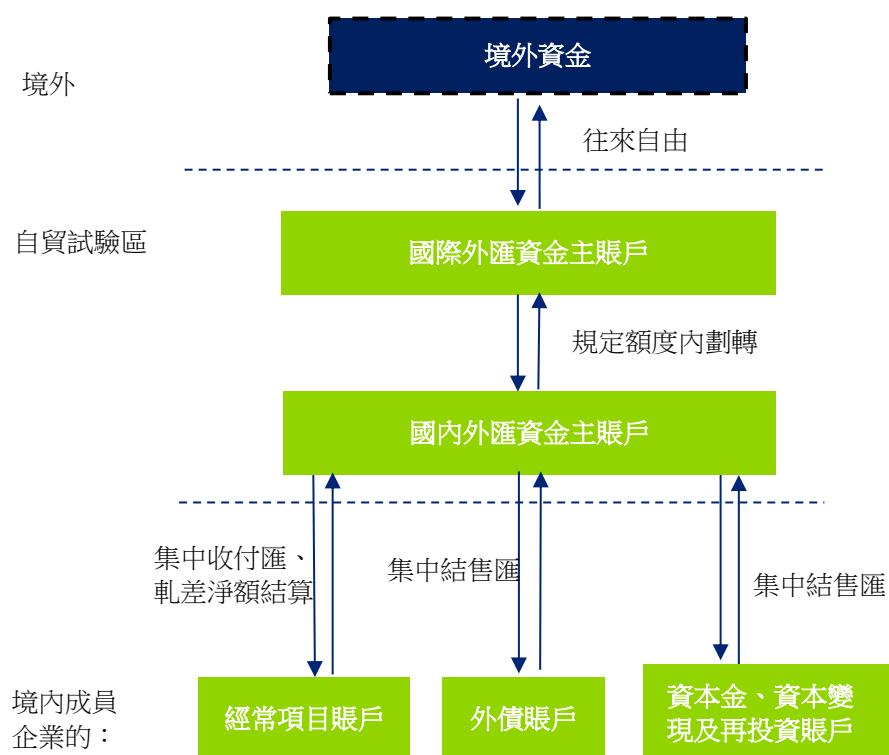 境外資金
境外
往來自由
自貿試驗區
國際外匯資金主賬戶
規定額度內劃轉
國內外匯資金主賬戶
集中收付匯、
軋差淨額結算
集中結售匯
集中結售匯
境內成員
企業的：
經常項目賬戶
外債賬戶
資本金、資本變
現及再投資賬戶